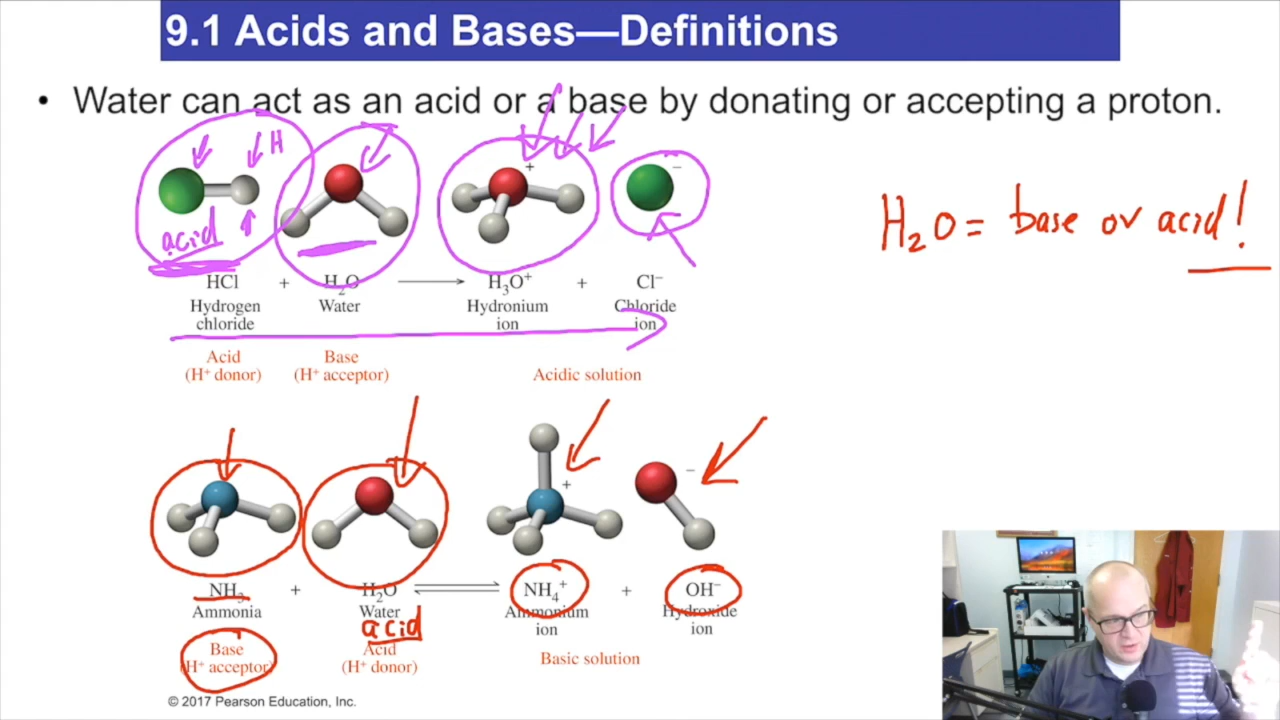 9.1 Acids and Bases—Definitions
• Water can act as an acid or a base by donating or accepting a proton.
H
+
−
acid
H₂O = base or acid!
HCl + H₂O ⟶ H₃O⁺ + Cl⁻
Hydrogen Water Hydronium Chloride
chloride ion ion
Acid Base
(H⁺ donor) (H⁺ acceptor) Acidic solution
+
−
NH₃ + H₂O ⇌ NH₄⁺ + OH⁻
Ammonia Water Ammonium Hydroxide
acid ion ion
Base Acid
(H⁺ acceptor) (H⁺ donor) Basic solution
© 2017 Pearson Education, Inc.